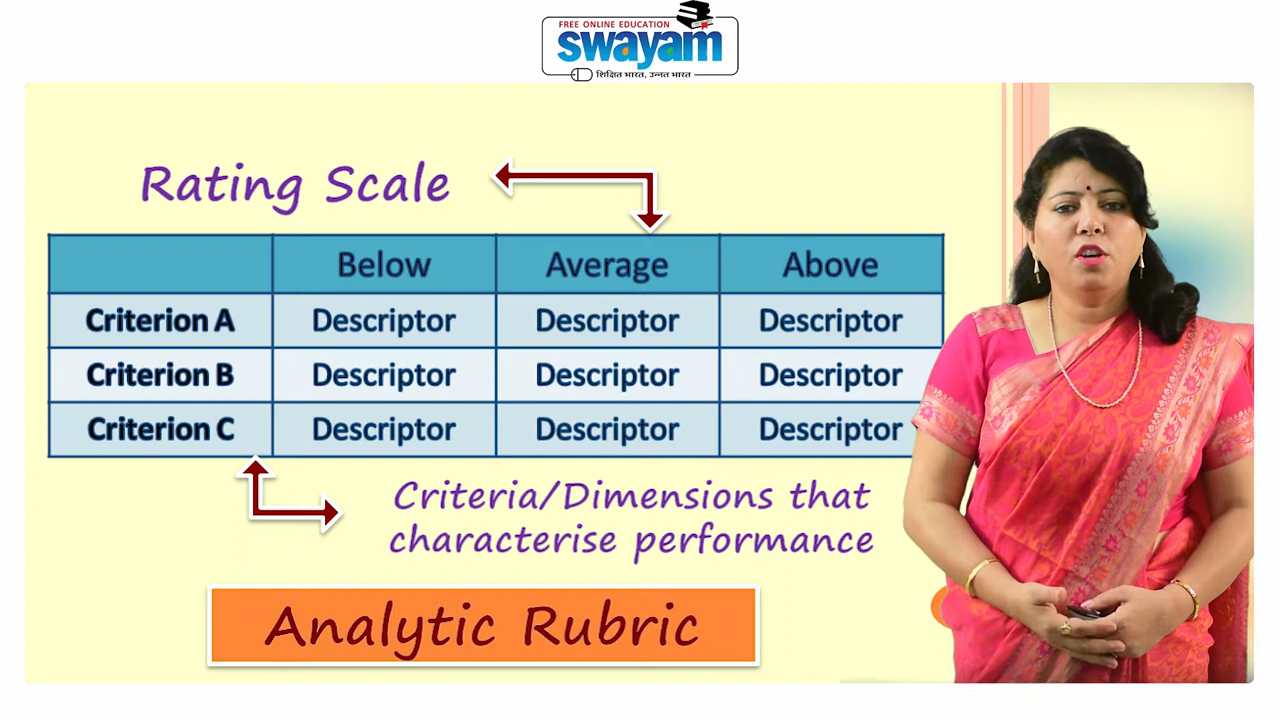 FREE ONLINE EDUCATION
swayam
शिक्षित भारत, उन्नत भारत
Rating Scale
Below Average Above
Criterion A Descriptor Descriptor Descriptor
Criterion B Descriptor Descriptor Descriptor
Criterion C Descriptor Descriptor Descriptor
Criteria/Dimensions that
characterise performance
Analytic Rubric